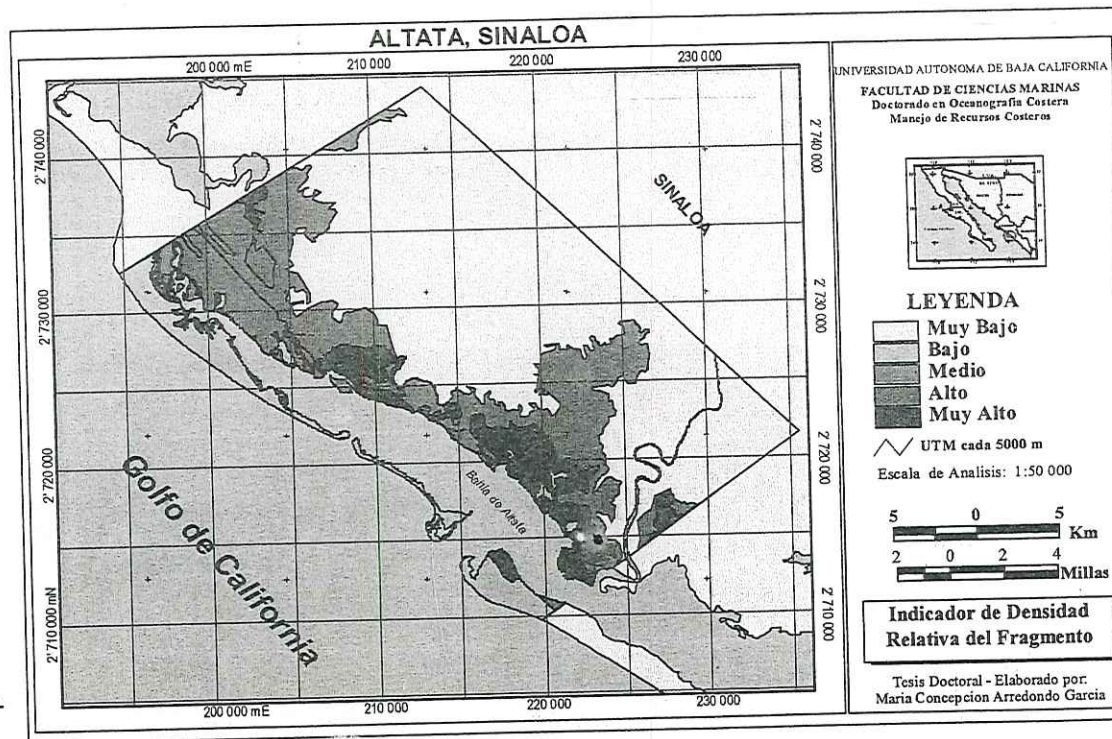 ALTATA, SINALOA
200 000 mE
210 000
220 000
230 000
2'740 000
2'730 000
2'720 000
2'710 000 mN
2'740 000
2'730 000
2'720 000
2'710 000
200 000 mE
210 000
220 000
230 000
SINALOA
Bahía de Altata
Golfo de California
UNIVERSIDAD AUTONOMA DE BAJA CALIFORNIA
FACULTAD DE CIENCIAS MARINAS
Doctorado en Oceanografia Costera
Manejo de Recursos Costeros
LEYENDA
Muy Bajo
Bajo
Medio
Alto
Muy Alto
UTM cada 5000 m
Escala de Analisis: 1:50 000
5 0 5
Km
2 0 2 4
Millas
Indicador de Densidad
Relativa del Fragmento
Tesis Doctoral - Elaborado por:
Maria Concepcion Arredondo Garcia